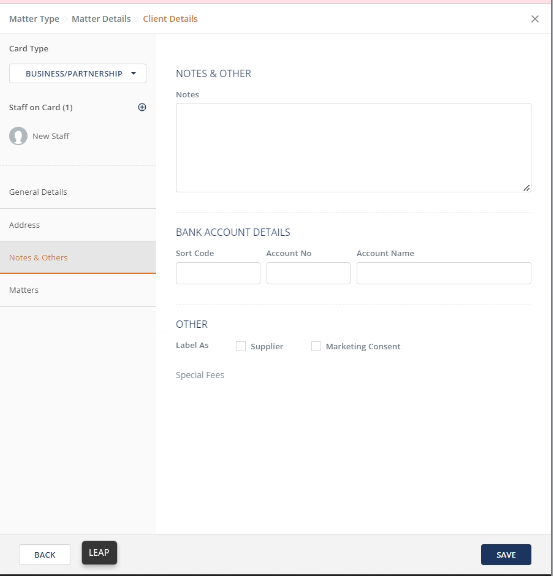 Matter Type Matter Details Client Details
Card Type
BUSINESS/PARTNERSHIP
Staff on Card (1)
New Staff
General Details
Address
Notes & Others
Matters
NOTES & OTHER
Notes
BANK ACCOUNT DETAILS
Sort Code Account No Account Name
OTHER
Label As Supplier Marketing Consent
Special Fees
BACK LEAP SAVE